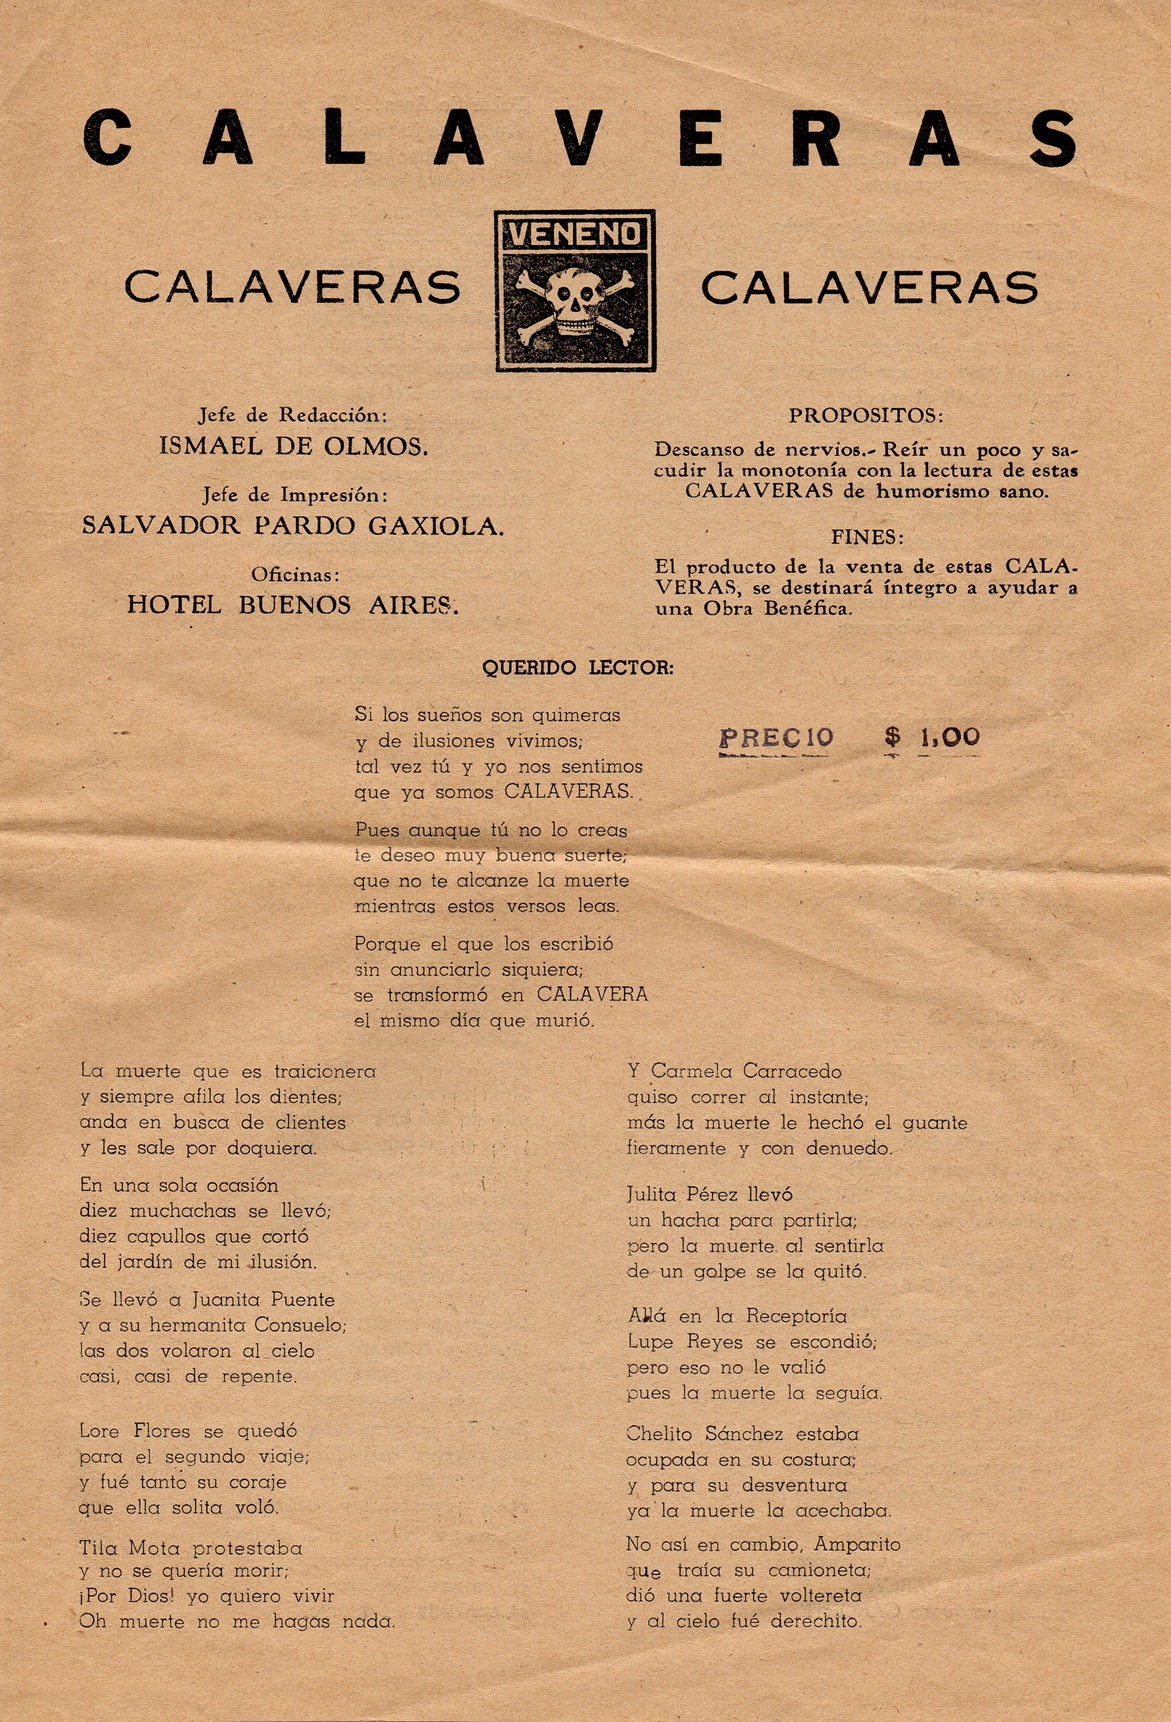 CALAVERAS
VENENO
CALAVERAS CALAVERAS
Jefe de Redacción:
ISMAEL DE OLMOS.
Jefe de Impresión:
SALVADOR PARDO GAXIOLA.
Oficinas:
HOTEL BUENOS AIRES.
PROPOSITOS:
Descanso de nervios.- Reír un poco y sa-
cudir la monotonía con la lectura de estas
CALAVERAS de humorismo sano.
FINES:
El producto de la venta de estas CALA-
VERAS, se destinará íntegro a ayudar a
una Obra Benéfica.
QUERIDO LECTOR:
Si los sueños son quimeras
y de ilusiones vivimos;
tal vez tú y yo nos sentimos
que ya somos CALAVERAS.
PRECIO $ 1,00
Pues aunque tú no lo creas
te deseo muy buena suerte;
que no te alcanze la muerte
mientras estos versos leas.
Porque el que los escribió
sin anunciarlo siquiera;
se transformó en CALAVERA
el mismo día que murió.
La muerte que es traicionera
y siempre afila los dientes;
anda en busca de clientes
y les sale por doquiera.
En una sola ocasión
diez muchachas se llevó;
diez capullos que cortó
del jardín de mi ilusión.
Se llevó a Juanita Puente
y a su hermanita Consuelo;
las dos volaron al cielo
casi, casi de repente.
Lore Flores se quedó
para el segundo viaje;
y fué tanto su coraje
que ella solita voló.
Tila Mota protestaba
y no se quería morir;
¡Por Dios! yo quiero vivir
Oh muerte no me hagas nada.
Y Carmela Carracedo
quiso correr al instante;
más la muerte le hechó el guante
fieramente y con denuedo.
Julita Pérez llevó
un hacha para partirla;
pero la muerte al sentirla
de un golpe se la quitó.
Allá en la Receptoría
Lupe Reyes se escondió;
pero eso no le valió
pues la muerte la seguía.
Chelito Sánchez estaba
ocupada en su costura;
y para su desventura
ya la muerte la acechaba.
No así en cambio, Amparito
que traía su camioneta;
dió una fuerte voltereta
y al cielo fué derechito.